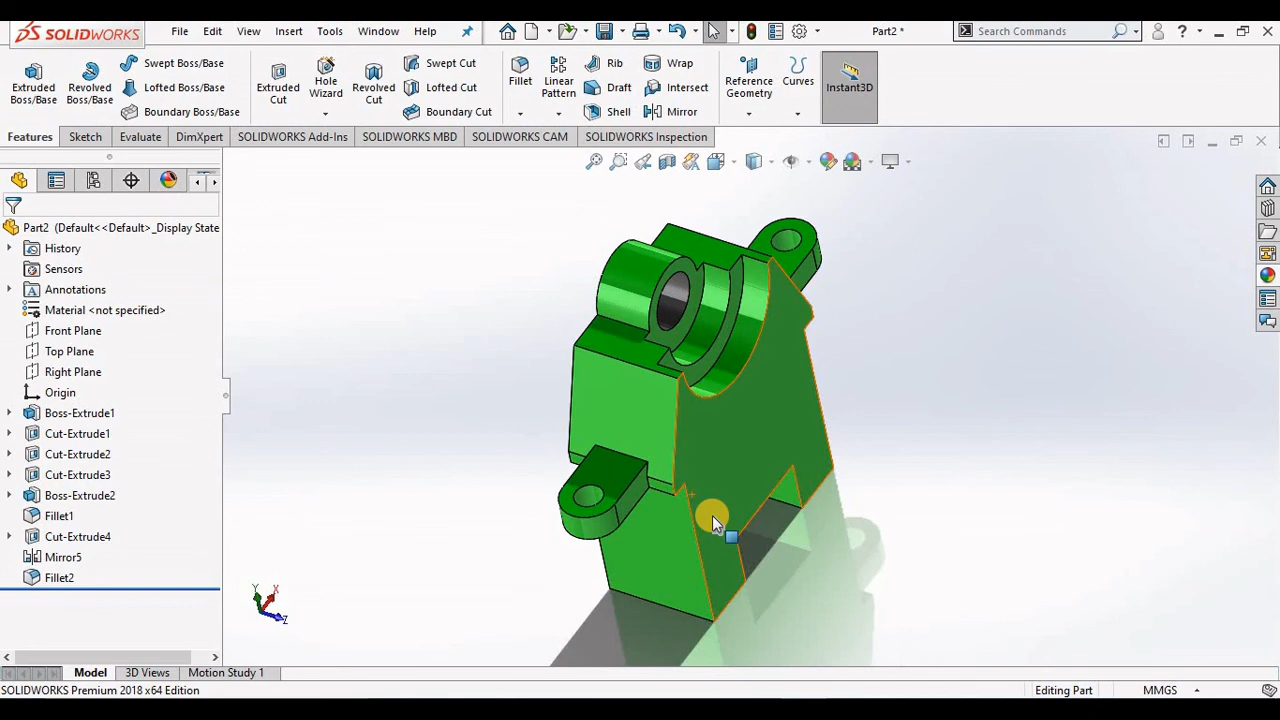 DS SOLIDWORKS
File Edit View Insert Tools Window Help
Part2 *
Search Commands
?
Extruded Boss/Base
Revolved Boss/Base
Swept Boss/Base
Lofted Boss/Base
Boundary Boss/Base
Extruded Cut
Hole Wizard
Revolved Cut
Swept Cut
Lofted Cut
Boundary Cut
Fillet
Linear Pattern
Rib
Draft
Shell
Wrap
Intersect
Mirror
Reference Geometry
Curves
Instant3D
Features Sketch Evaluate DimXpert SOLIDWORKS Add-Ins SOLIDWORKS MBD SOLIDWORKS CAM SOLIDWORKS Inspection
Part2 (Default<<Default>_Display State
History
Sensors
Annotations
Material <not specified>
Front Plane
Top Plane
Right Plane
Origin
Boss-Extrude1
Cut-Extrude1
Cut-Extrude2
Cut-Extrude3
Boss-Extrude2
Fillet1
Cut-Extrude4
Mirror5
Fillet2
Y
X
Z
Model 3D Views Motion Study 1
SOLIDWORKS Premium 2018 x64 Edition
Editing Part
MMGS